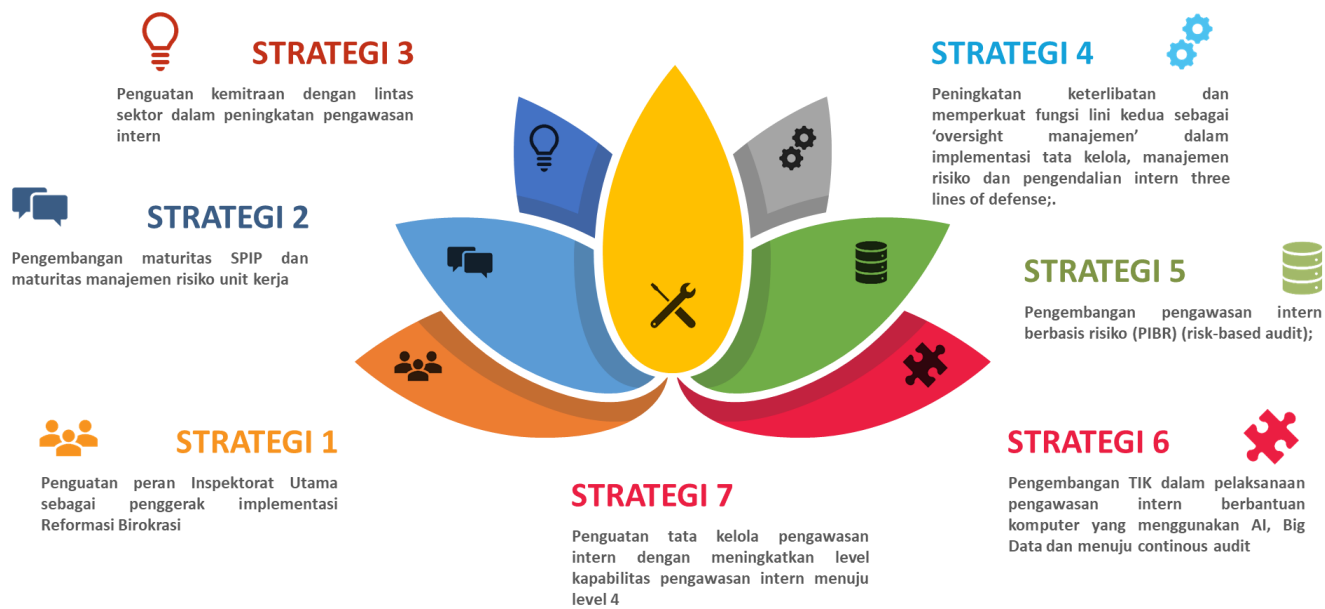 STRATEGI 3
Penguatan kemitraan dengan lintas
sektor dalam peningkatan pengawasan
intern
STRATEGI 2
Pengembangan maturitas SPIP dan
maturitas manajemen risiko unit kerja
STRATEGI 1
Penguatan peran Inspektorat Utama
sebagai penggerak implementasi
Reformasi Birokrasi
STRATEGI 4
Peningkatan keterlibatan dan
memperkuat fungsi lini kedua sebagai
‘oversight manajemen’ dalam
implementasi tata kelola, manajemen
risiko dan pengendalian intern three
lines of defense;.
STRATEGI 5
Pengembangan pengawasan intern
berbasis risiko (PIBR) (risk-based audit);
STRATEGI 6
Pengembangan TIK dalam pelaksanaan
pengawasan intern berbantuan
komputer yang menggunakan AI, Big
Data dan menuju continous audit
STRATEGI 7
Penguatan tata kelola pengawasan
intern dengan meningkatkan level
kapabilitas pengawasan intern menuju
level 4